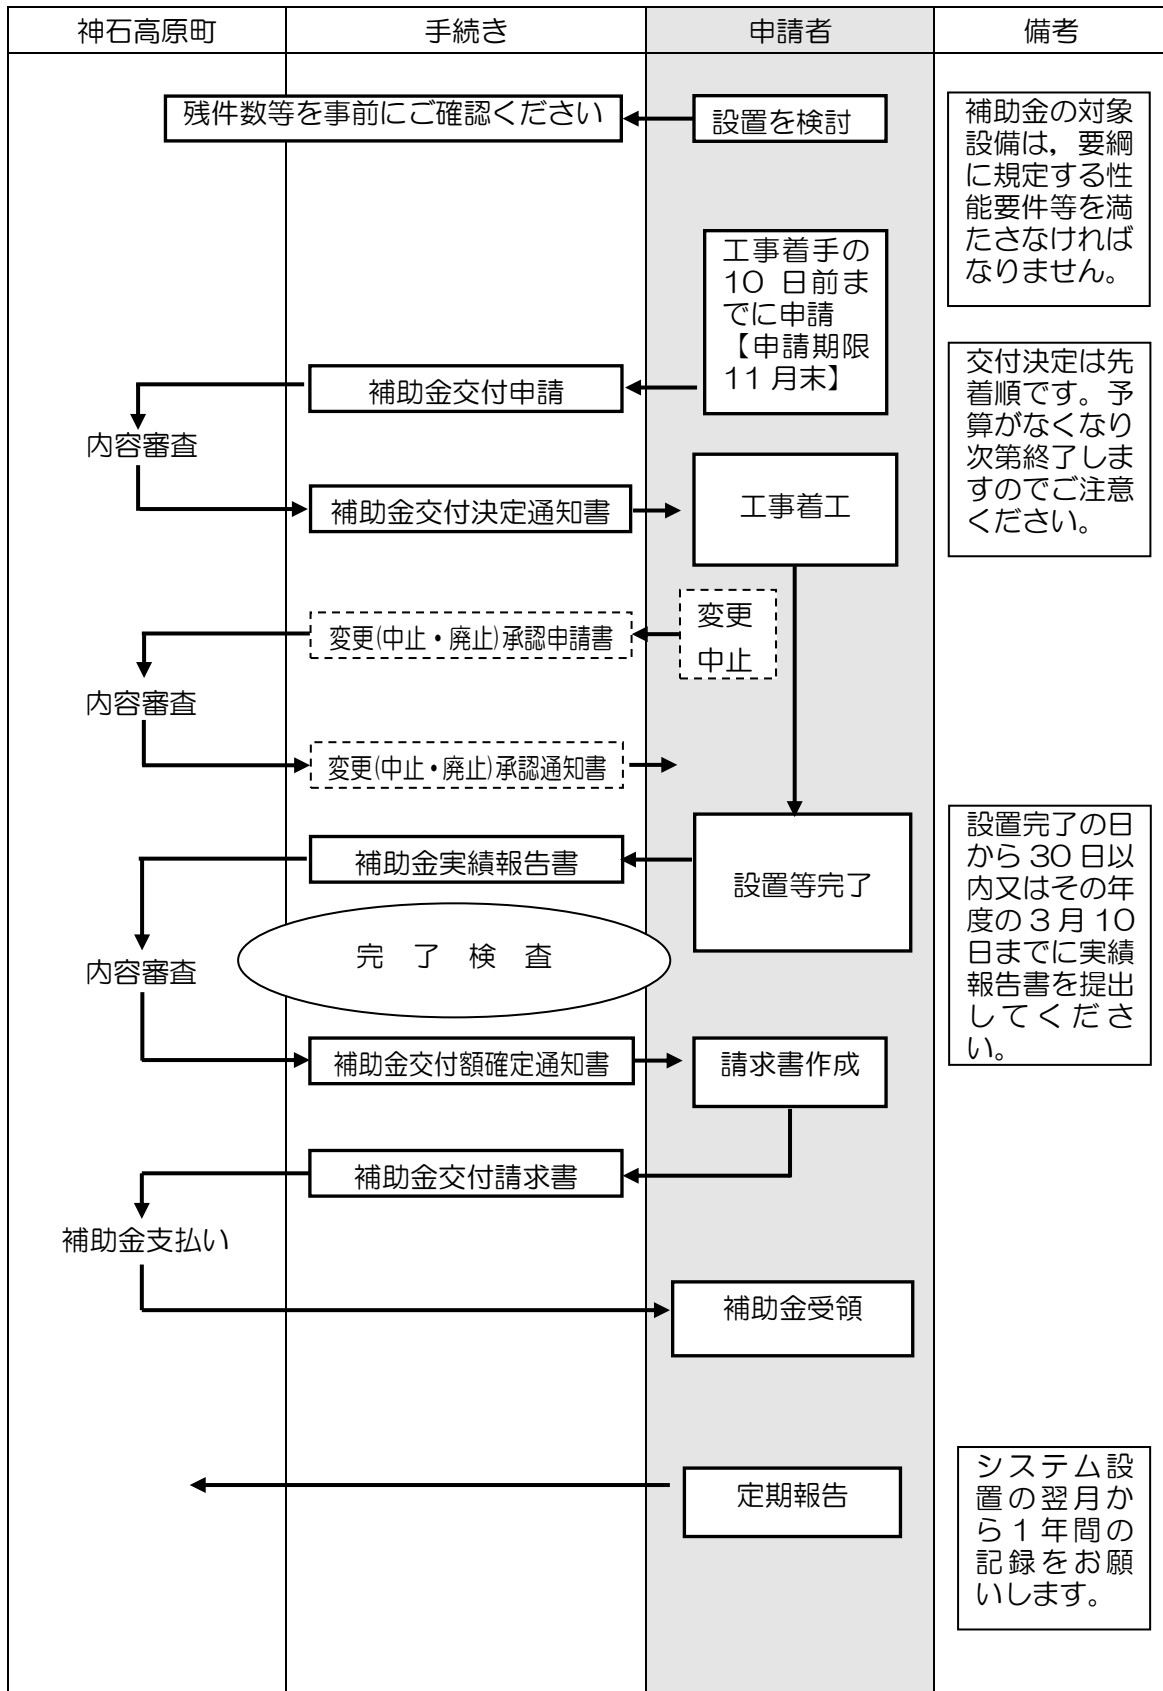 神石高原町
手続き
申請者
備考
残件数等を事前にご確認ください
設置を検討
補助金の対象
設備は，要綱
に規定する性
能要件等を満
たさなければ
なりません。
工事着手の
10 日前ま
でに申請
【申請期限
11 月末】
補助金交付申請
交付決定は先
着順です。予
算がなくなり
次第終了しま
すのでご注意
ください。
内容審査
補助金交付決定通知書
工事着工
変更(中止・廃止)承認申請書
変更
中止
内容審査
変更(中止・廃止)承認通知書
補助金実績報告書
設置等完了
設置完了の日
から 30 日以
内又はその年
度の 3 月 10
日までに実績
報告書を提出
してくださ
い。
完 了 検 査
内容審査
補助金交付額確定通知書
請求書作成
補助金交付請求書
補助金支払い
補助金受領
定期報告
システム設
置の翌月か
ら 1 年間の
記録をお願
いします。